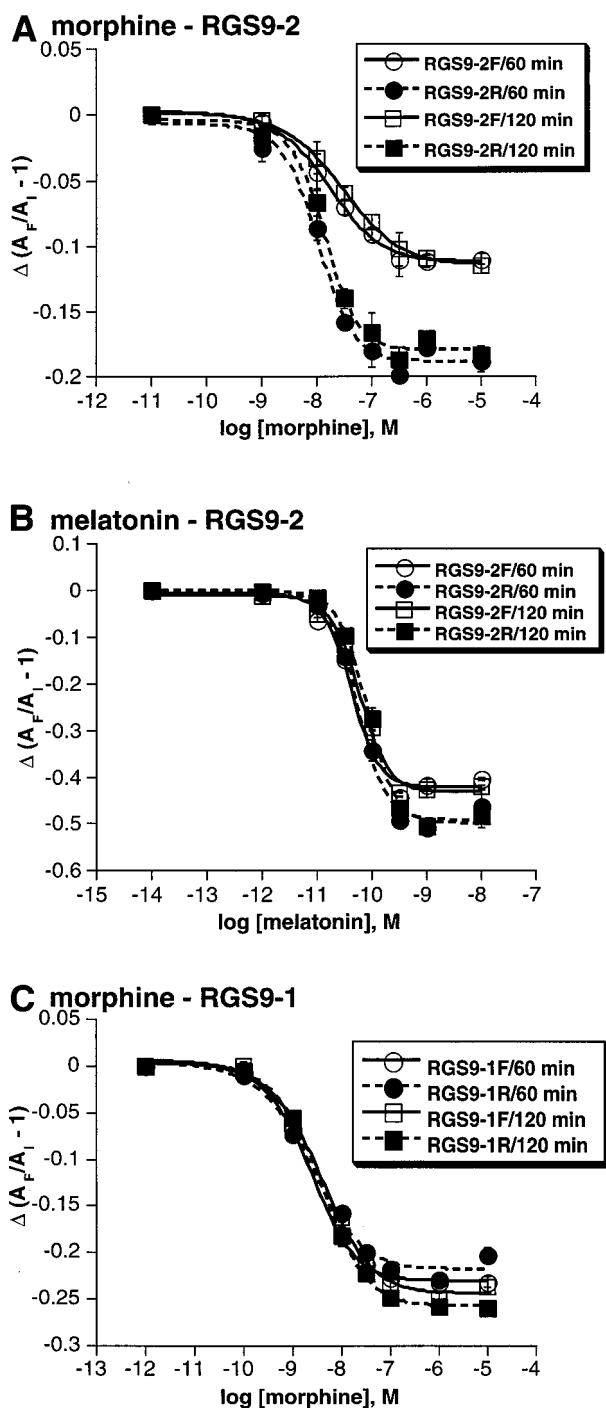 A morphine - RGS9-2
0.05
0
-0.05
-0.1
-0.15
-0.2
Δ (A_F/A_I - 1)
RGS9-2F/60 min
RGS9-2R/60 min
RGS9-2F/120 min
RGS9-2R/120 min
-12 -11 -10 -9 -8 -7 -6 -5 -4
log [morphine], M
B melatonin - RGS9-2
0.1
0
-0.1
-0.2
-0.3
-0.4
-0.5
-0.6
Δ (A_F/A_I - 1)
RGS9-2F/60 min
RGS9-2R/60 min
RGS9-2F/120 min
RGS9-2R/120 min
-15 -14 -13 -12 -11 -10 -9 -8 -7
log [melatonin], M
C morphine - RGS9-1
0.05
0
-0.05
-0.1
-0.15
-0.2
-0.25
-0.3
Δ (A_F/A_I - 1)
RGS9-1F/60 min
RGS9-1R/60 min
RGS9-1F/120 min
RGS9-1R/120 min
-13 -12 -11 -10 -9 -8 -7 -6 -5 -4
log [morphine], M